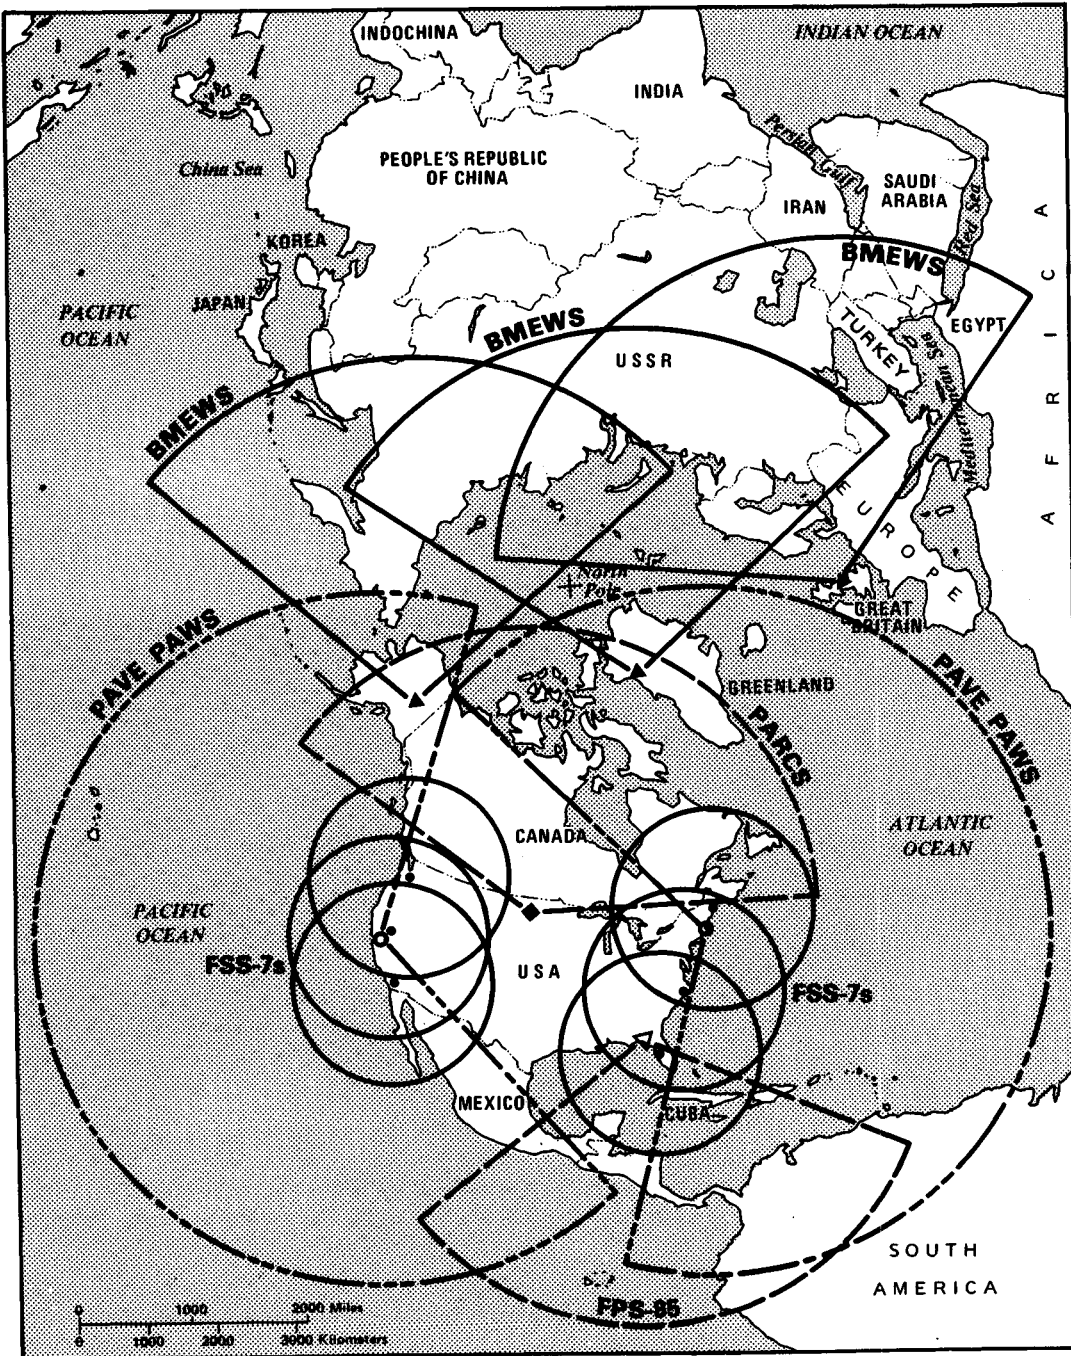 INDOCHINA
INDIAN OCEAN
INDIA
Persian Gulf
China Sea
PEOPLE'S REPUBLIC
OF CHINA
SAUDI
ARABIA
IRAN
Red Sea
AFRICA
KOREA
BMEWS
JAPAN
PACIFIC
OCEAN
BMEWS
TURKEY
EGYPT
USSR
Mediterranean Sea
BMEWS
EUROPE
North
Pole
GREAT
BRITAIN
PAVE PAWS
PAVE PAWS
GREENLAND
PARCS
CANADA
ATLANTIC
OCEAN
PACIFIC
OCEAN
FSS-7s
USA
FSS-7s
MEXICO
CUBA
SOUTH
AMERICA
FPS-85
0 1000 2000 Miles
0 1000 2000 3000 Kilometers